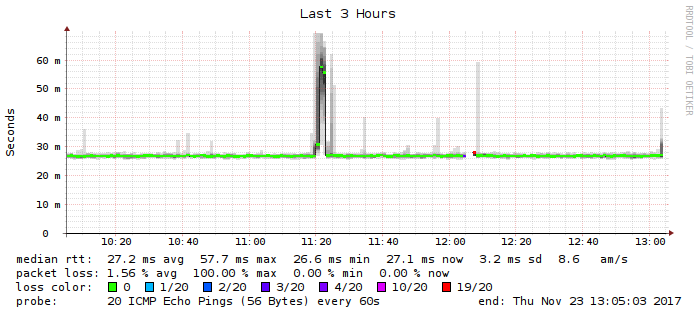 Last 3 Hours
RRDTOOL / TOBI OETIKER
Seconds
60 m
50 m
40 m
30 m
20 m
10 m
0
10:20 10:40 11:00 11:20 11:40 12:00 12:20 12:40 13:00
median rtt: 27.2 ms avg 57.7 ms max 26.6 ms min 27.1 ms now 3.2 ms sd 8.6 am/s
packet loss: 1.56 % avg 100.00 % max 0.00 % min 0.00 % now
loss color: 0 1/20 2/20 3/20 4/20 10/20 19/20
probe: 20 ICMP Echo Pings (56 Bytes) every 60s end: Thu Nov 23 13:05:03 2017